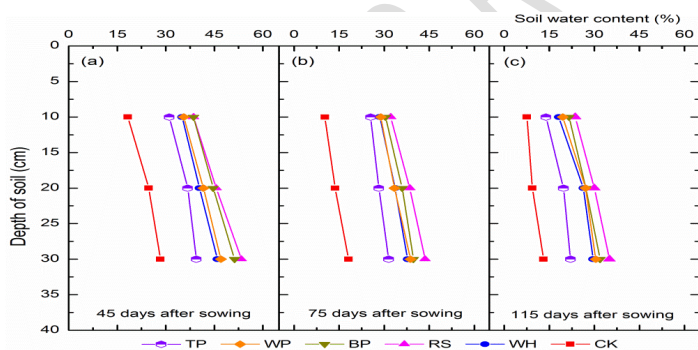 Soil water content (%)
0 15 30 45 60 0 15 30 45 60 0 15 30 45 60
0
5
10
15
20
25
30
35
40
Depth of soil (cm)
(a) (b) (c)
45 days after sowing 75 days after sowing 115 days after sowing
TP WP BP RS WH CK